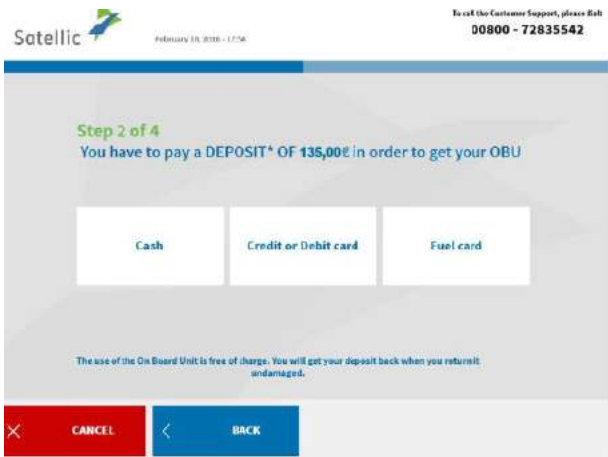 Satellic
To call the Customer Support, please dial:
00800 - 72835542
Step 2 of 4
You have to pay a DEPOSIT* OF 135,00€ in order to get your OBU
Cash
Credit or Debit card
Fuel card
The use of the On Board Unit is free of charge. You will get your deposit back when you return it
undamaged.
CANCEL
BACK